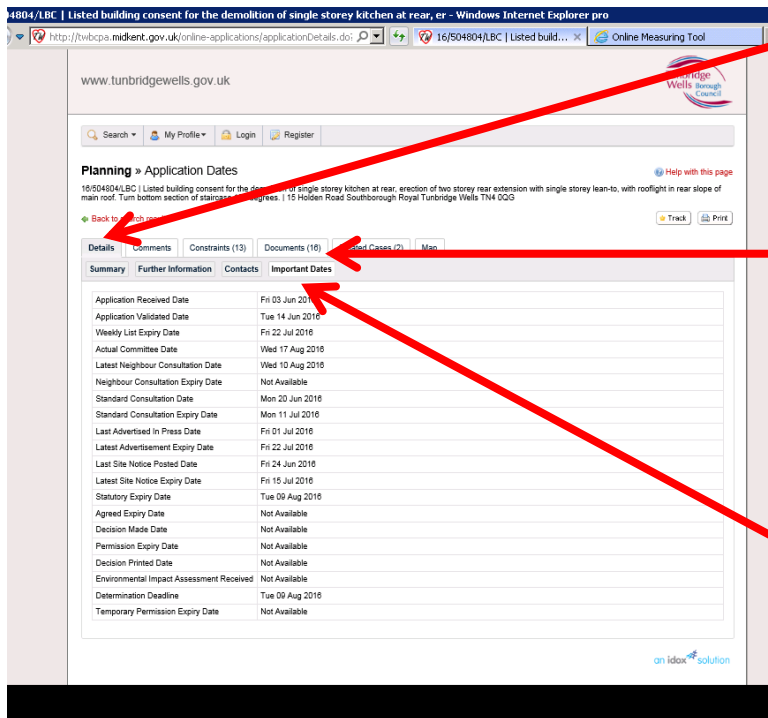 04804/LBC | Listed building consent for the demolition of single storey kitchen at rear, er - Windows Internet Explorer pro
http://twbcpa.midkent.gov.uk/online-applications/applicationDetails.do? 16/504804/LBC | Listed build... × Online Measuring Tool
www.tunbridgewells.gov.uk
Wells Borough
Council
Search My Profile Login Register
Planning » Application Dates
Help with this page
16/504804/LBC | Listed building consent for the of single storey kitchen at rear, erection of two storey rear extension with single storey lean-to, with rooflight in rear slope of
main roof. Turn bottom section of | 15 Holden Road Southborough Royal Tunbridge Wells TN4 0QG
Back to Track Print
Details Comments Constraints (13) Documents (16) Cases (2) Map
Summary Further Information Contacts Important Dates
Application Received Date Fri 03 Jun 2016
Application Validated Date Tue 14 Jun 2016
Weekly List Expiry Date Fri 22 Jul 2016
Actual Committee Date Wed 17 Aug 2016
Latest Neighbour Consultation Date Wed 10 Aug 2016
Neighbour Consultation Expiry Date Not Available
Standard Consultation Date Mon 20 Jun 2016
Standard Consultation Expiry Date Mon 11 Jul 2016
Last Advertised In Press Date Fri 01 Jul 2016
Latest Advertisement Expiry Date Fri 22 Jul 2016
Last Site Notice Posted Date Fri 24 Jun 2016
Latest Site Notice Expiry Date Fri 15 Jul 2016
Statutory Expiry Date Tue 09 Aug 2016
Agreed Expiry Date Not Available
Decision Made Date Not Available
Permission Expiry Date Not Available
Decision Printed Date Not Available
Environmental Impact Assessment Received Not Available
Determination Deadline Tue 09 Aug 2016
Temporary Permission Expiry Date Not Available
an idox solution